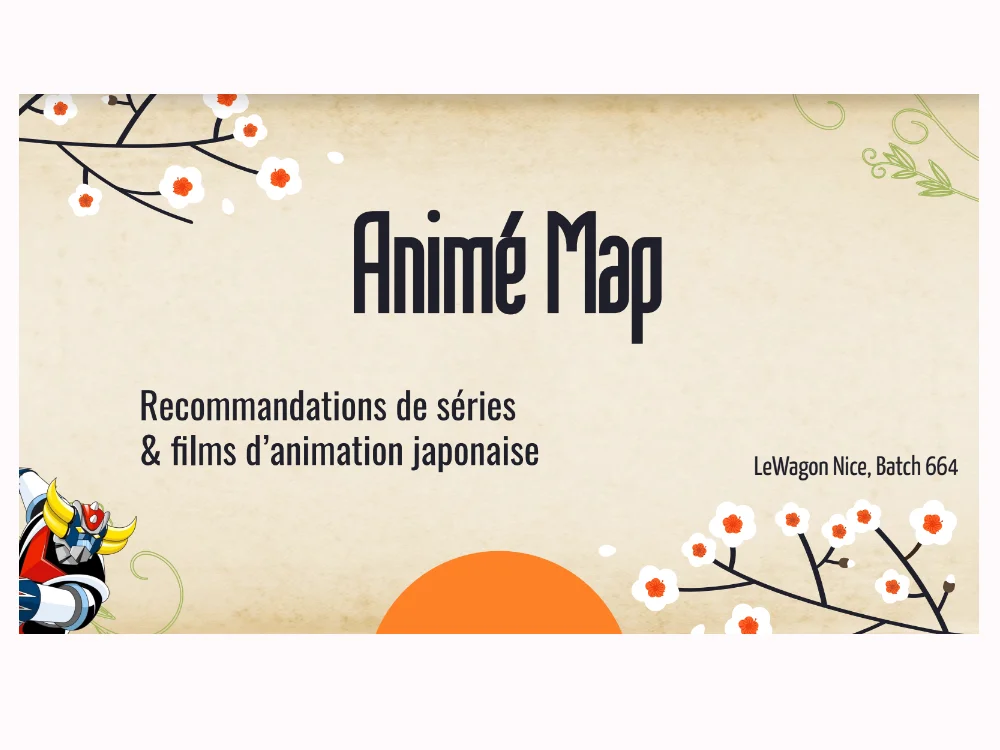 Animé Map
Recommandations de séries
& films d’animation japonaise
LeWagon Nice, Batch 664